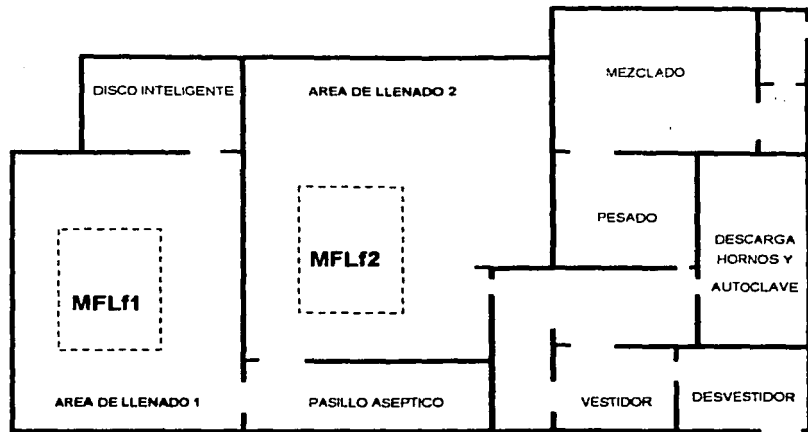 MEZCLADO
DISCO INTELIGENTE
AREA DE LLENADO 2
PESADO
DESCARGA
HORNOS Y
AUTOCLAVE
MFLf2
MFLf1
AREA DE LLENADO 1
PASILLO ASEPTICO
VESTIDOR
DESVESTIDOR